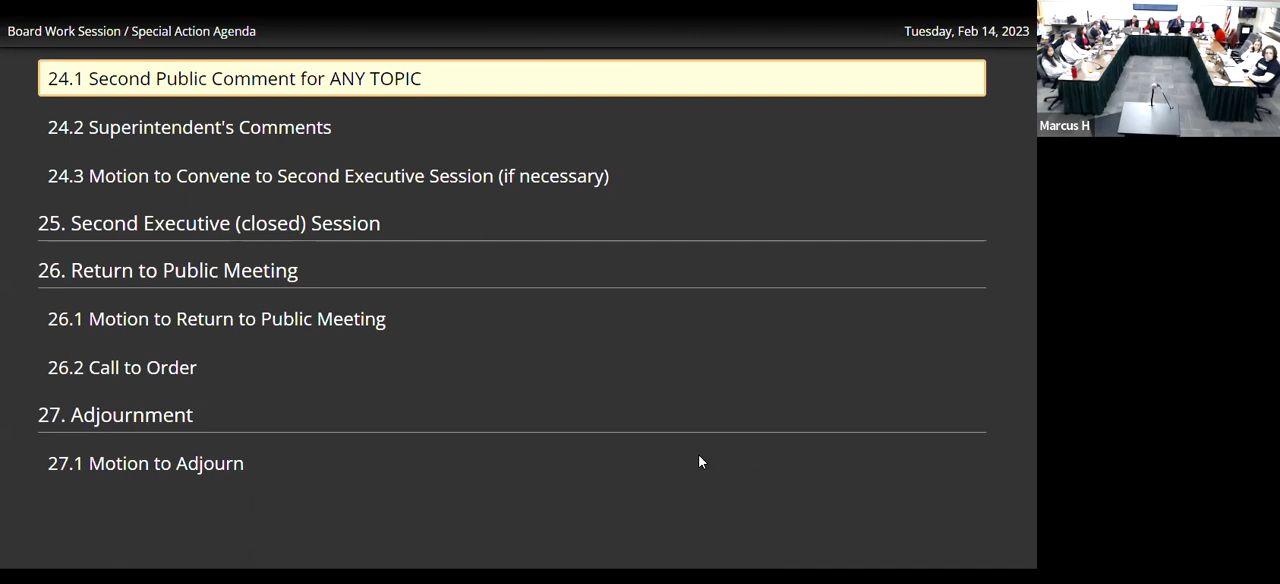 Board Work Session / Special Action Agenda
Tuesday, Feb 14, 2023
24.1 Second Public Comment for ANY TOPIC
24.2 Superintendent's Comments
24.3 Motion to Convene to Second Executive Session (if necessary)
25. Second Executive (closed) Session
26. Return to Public Meeting
26.1 Motion to Return to Public Meeting
26.2 Call to Order
27. Adjournment
27.1 Motion to Adjourn
Marcus H